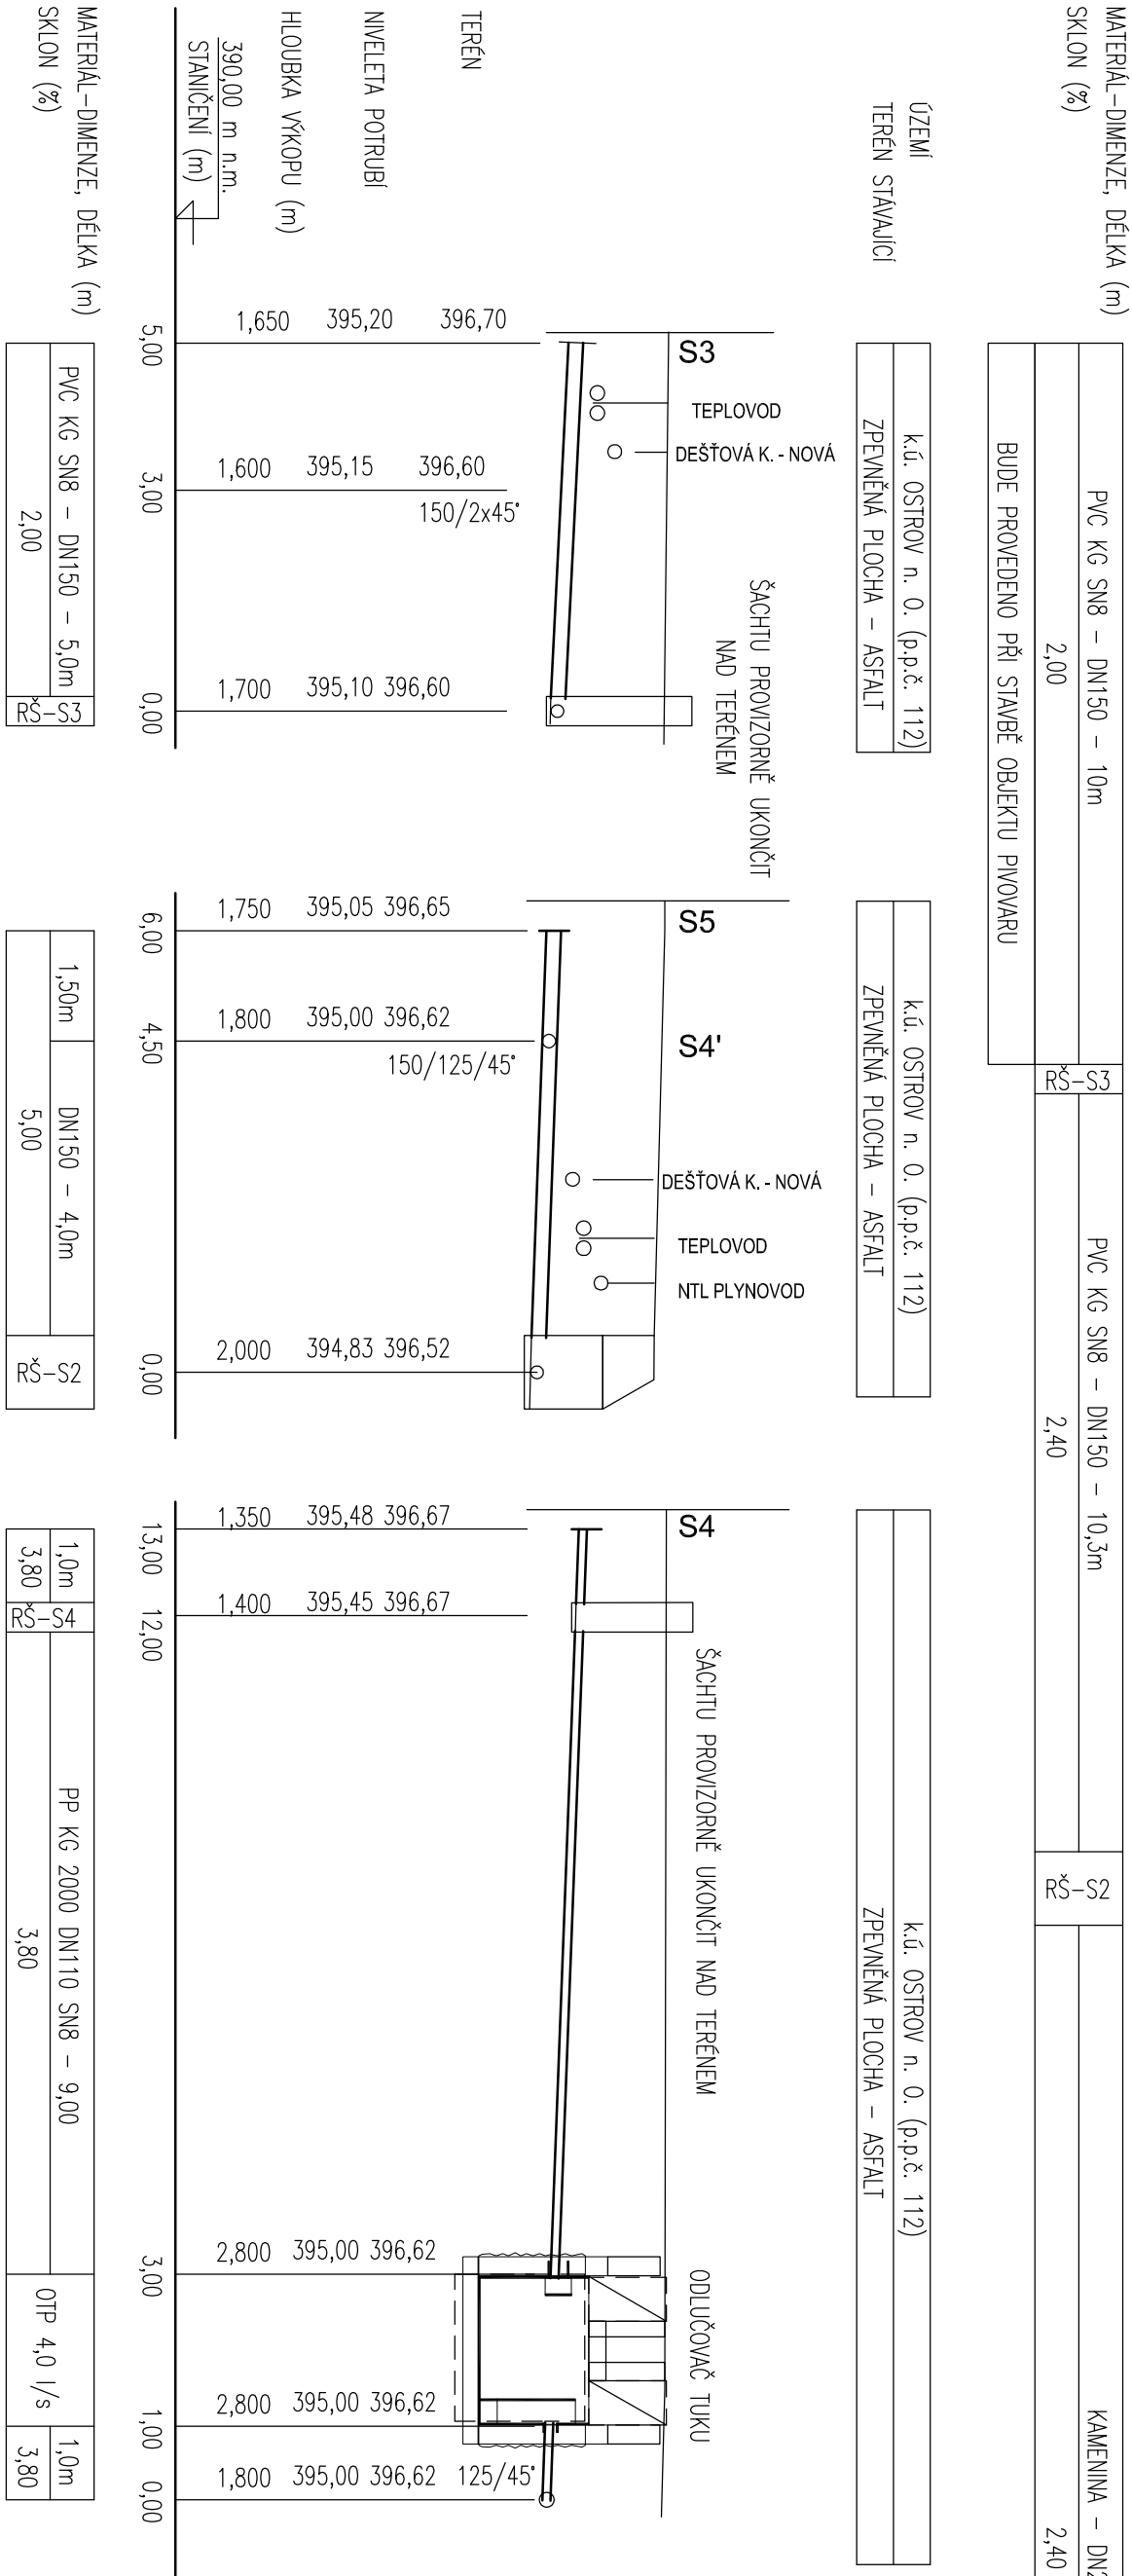 MATERIÁL-DIMENZE, DÉLKA (m)
SKLON (%)
PVC KG SN8 - DN150 - 10m
2,00
BUDE PROVEDENO PŘI STAVBĚ OBJEKTU PIVOVARU
RŠ-S3
PVC KG SN8 - DN150 - 10,3m
2,40
RŠ-S2
KAMENINA - DN2
2,40
ÚZEMÍ
TERÉN STÁVAJÍCÍ
k.ú. OSTROV n. O. (p.p.č. 112)
ZPEVNĚNÁ PLOCHA - ASFALT
k.ú. OSTROV n. O. (p.p.č. 112)
ZPEVNĚNÁ PLOCHA - ASFALT
k.ú. OSTROV n. O. (p.p.č. 112)
ZPEVNĚNÁ PLOCHA - ASFALT
S3
TEPLOVOD
DEŠŤOVÁ K. - NOVÁ
ŠACHTU PROVIZORNĚ UKONČIT
NAD TERÉNEM
S5
S4'
DEŠŤOVÁ K. - NOVÁ
TEPLOVOD
NTL PLYNOVOD
S4
ŠACHTU PROVIZORNĚ UKONČIT NAD TERÉNEM
ODLUČOVAČ TUKU
TERÉN
396,70
396,60
150/2x45°
396,60
396,65
396,62
150/125/45°
396,52
396,67
396,67
396,62
396,62
396,62
125/45°
NIVELETA POTRUBÍ
395,20
395,15
395,10
395,05
395,00
394,83
395,48
395,45
395,00
395,00
395,00
HLOUBKA VÝKOPU (m)
1,650
1,600
1,700
1,750
1,800
2,000
1,350
1,400
2,800
2,800
1,800
390,00 m n.m.
STANIČENÍ (m)
5,00
3,00
0,00
6,00
4,50
0,00
13,00
12,00
3,00
1,00
0,00
MATERIÁL-DIMENZE, DÉLKA (m)
SKLON (%)
PVC KG SN8 - DN150 - 5,0m
2,00
RŠ-S3
1,50m
DN150 - 4,0m
5,00
RŠ-S2
1,0m
3,80
RŠ-S4
PP KG 2000 DN110 SN8 - 9,00
3,80
OTP 4,0 l/s
1,0m
3,80